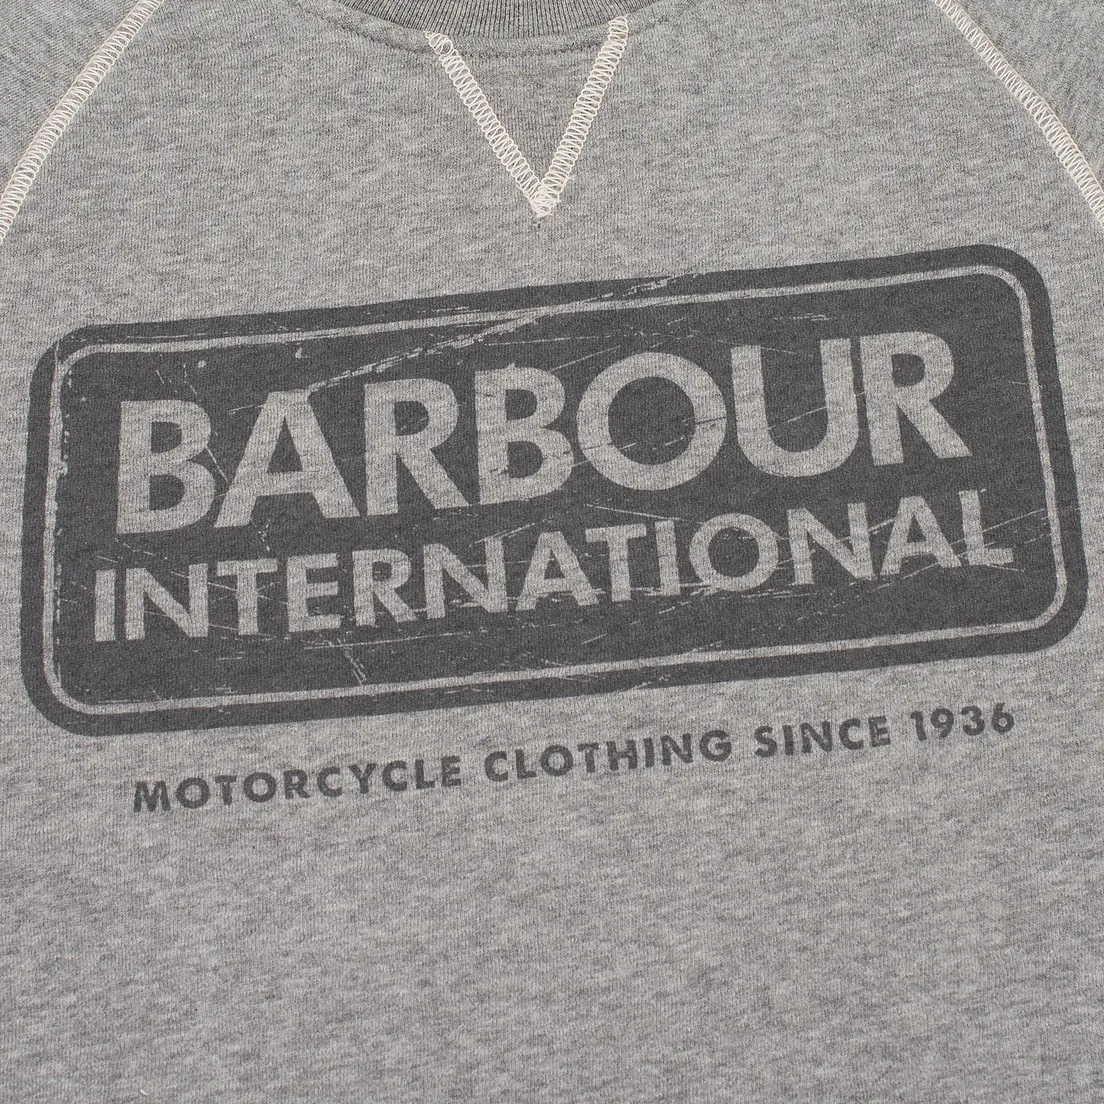 BARBOUR
INTERNATIONAL
MOTORCYCLE CLOTHING SINCE 1936